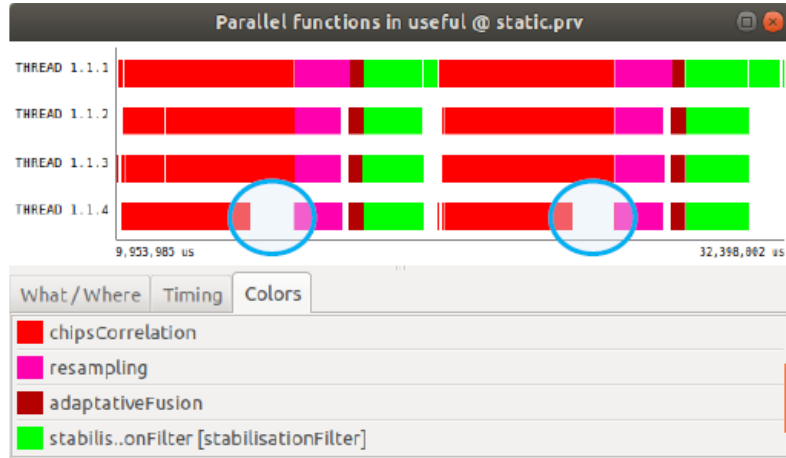 Parallel functions in useful @ static.prv
THREAD 1.1.1
THREAD 1.1.2
THREAD 1.1.3
THREAD 1.1.4
9,953,985 us
32,398,002 us
What / Where
Timing
Colors
chipsCorrelation
resampling
adaptativeFusion
stabilis..onFilter [stabilisationFilter]